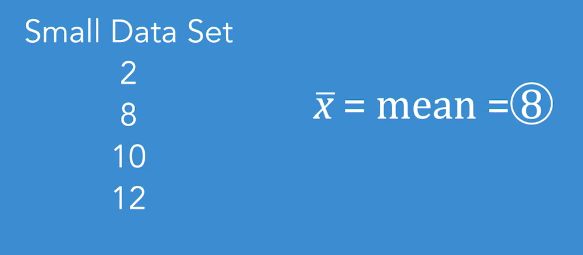 Small Data Set
2
8
10
12
x̅ = mean = 8